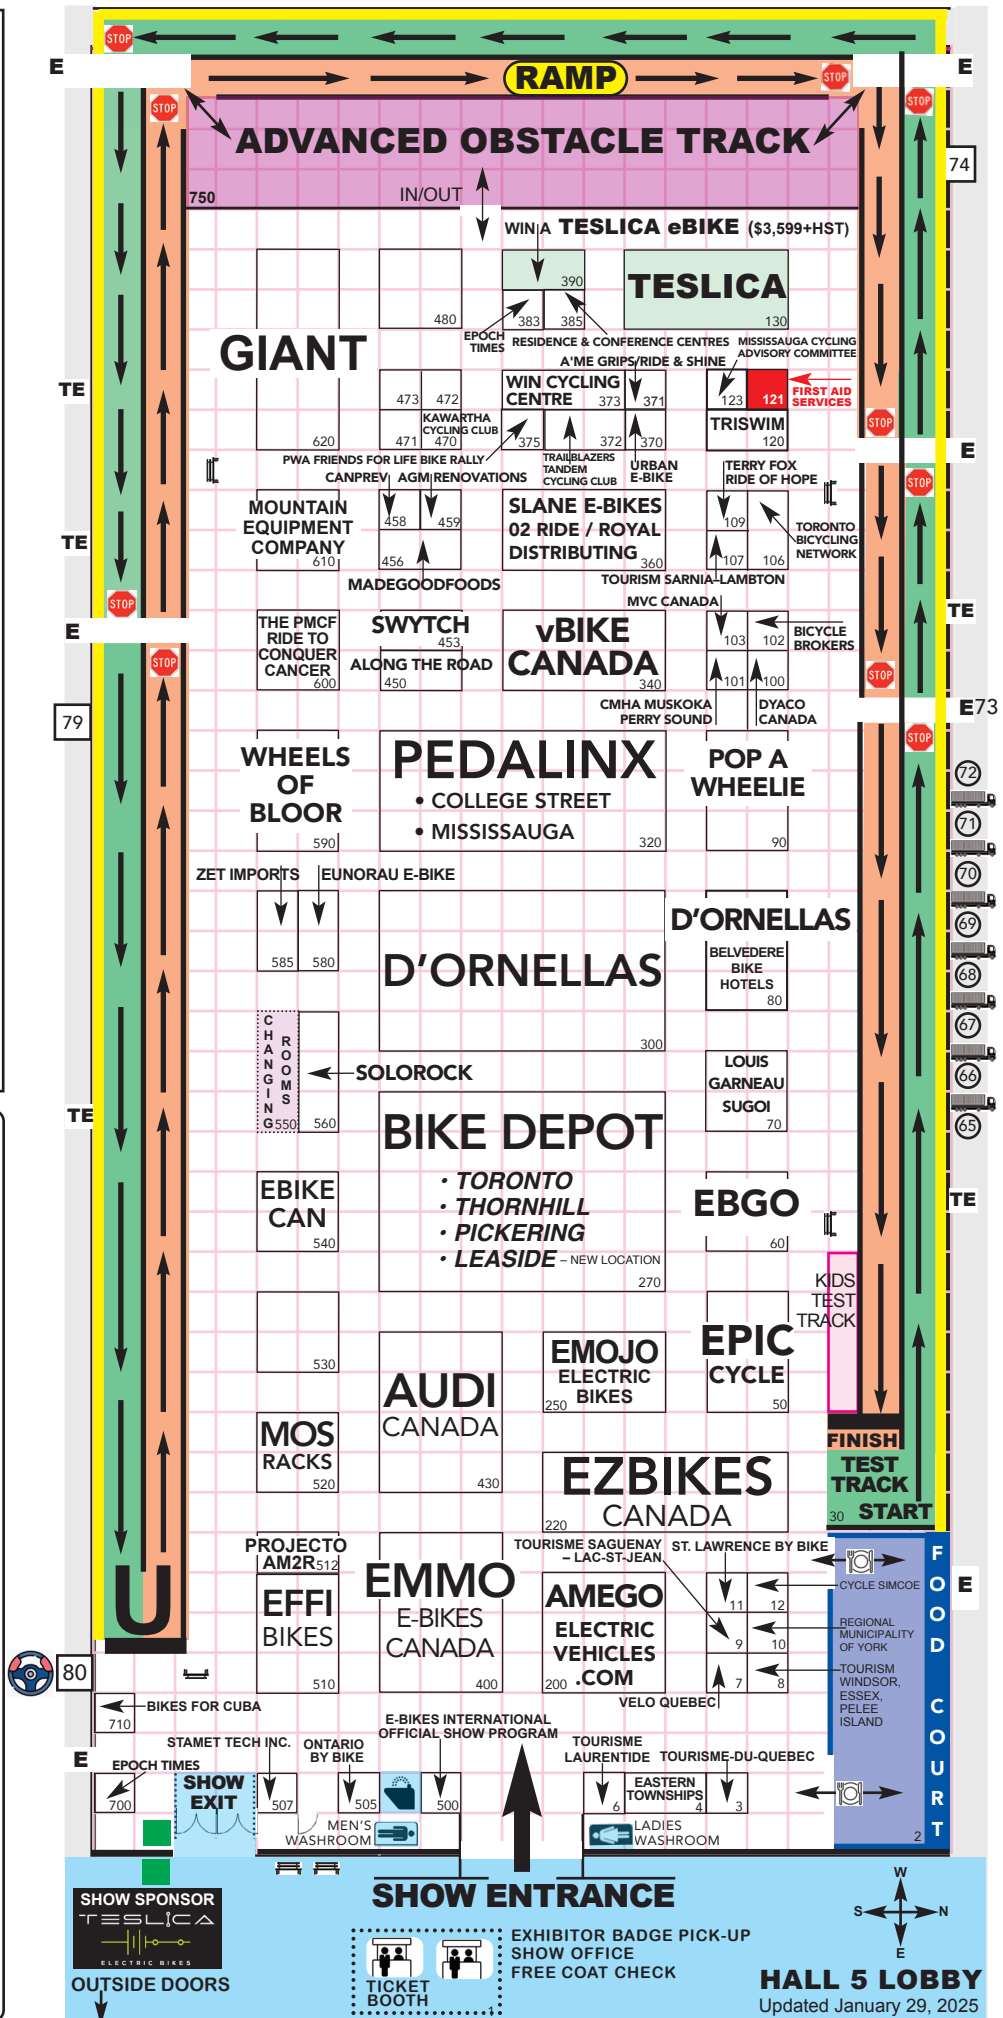 STOP
E
RAMP
STOP
E
STOP
STOP
ADVANCED OBSTACLE TRACK
74
750
IN/OUT
WIN A TESLICA eBIKE ($3,599+HST)
390
TESLICA
480
383
385
130
EPOCH
TIMES
RESIDENCE & CONFERENCE CENTRES
MISSISSAUGA CYCLING
ADVISORY COMMITTEE
GIANT
A'ME GRIPS/RIDE & SHINE
TE
473
472
WIN CYCLING
CENTRE
373
371
123
121
FIRST AID
SERVICES
STOP
620
471
KAWARTHA
CYCLING CLUB
470
375
372
370
TRISWIM
120
E
PWA FRIENDS FOR LIFE BIKE RALLY
TRAILBLAZERS
TANDEM
CYCLING CLUB
URBAN
E-BIKE
TERRY FOX
RIDE OF HOPE
CANPREV
AGM RENOVATIONS
STOP
MOUNTAIN
EQUIPMENT
COMPANY
610
458
459
456
SLANE E-BIKES
02 RIDE / ROYAL
DISTRIBUTING
360
109
107
106
TORONTO
BICYCLING
NETWORK
TE
MADEGOODFOODS
TOURISM SARNIA-LAMBTON
STOP
MVC CANADA
TE
E
THE PMCF
RIDE TO
CONQUER
CANCER
600
SWYTCH
453
ALONG THE ROAD
450
vBIKE
CANADA
340
103
102
101
100
BICYCLE
BROKERS
STOP
STOP
CMHA MUSKOKA
PERRY SOUND
DYACO
CANADA
E73
79
STOP
WHEELS
OF
BLOOR
590
PEDALINX
• COLLEGE STREET
• MISSISSAUGA
320
POP A
WHEELIE
90
72
71
70
69
68
67
66
65
ZET IMPORTS
EUNORAU E-BIKE
585
580
D'ORNELLAS
300
D'ORNELLAS
BELVEDERE
BIKE
HOTELS
80
CHANGING
ROOMS
550
560
SOLOROCK
LOUIS
GARNEAU
SUGOI
70
TE
BIKE DEPOT
• TORONTO
• THORNHILL
• PICKERING
• LEASIDE – NEW LOCATION
270
EBIKE
CAN
540
EBGO
60
TE
KIDS
TEST
TRACK
530
AUDI
CANADA
430
EMOJO
ELECTRIC
BIKES
250
EPIC
CYCLE
50
MOS
RACKS
520
FINISH
TEST
TRACK
START
30
EZBIKES
CANADA
220
PROJECTO
AM2R
512
EMMO
E-BIKES
CANADA
400
TOURISME SAGUENAY
– LAC-ST-JEAN
ST. LAWRENCE BY BIKE
FOOD COURT
E
U
EFFI
BIKES
510
AMEGO
ELECTRIC
VEHICLES
.COM
200
11
12
9
10
7
8
CYCLE SIMCOE
REGIONAL
MUNICIPALITY
OF YORK
TOURISM
WINDSOR,
ESSEX,
PELEE
ISLAND
80
VELO QUEBEC
710
BIKES FOR CUBA
E-BIKES INTERNATIONAL
OFFICIAL SHOW PROGRAM
STAMET TECH INC.
ONTARIO
BY BIKE
TOURISME
LAURENTIDE
TOURISME-DU-QUEBEC
E
EPOCH TIMES
700
SHOW
EXIT
507
505
500
6
EASTERN
TOWNSHIPS
4
3
2
MEN'S
WASHROOM
LADIES
WASHROOM
SHOW ENTRANCE
SHOW SPONSOR
TESLICA
ELECTRIC BIKES
OUTSIDE DOORS
TICKET
BOOTH
1
EXHIBITOR BADGE PICK-UP
SHOW OFFICE
FREE COAT CHECK
W
S
N
E
HALL 5 LOBBY
Updated January 29, 2025